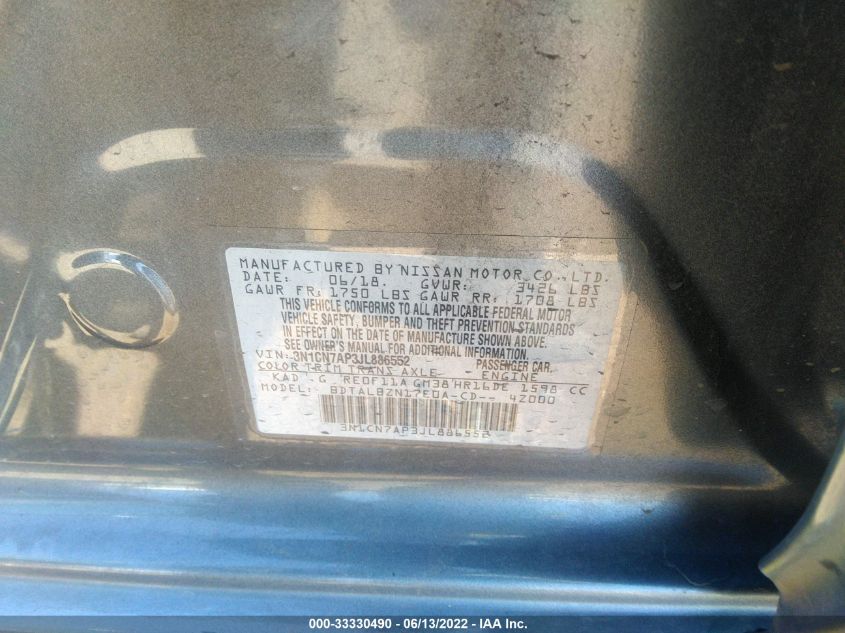 MANUFACTURED BY NISSAN MOTOR CO., LTD.
DATE: 06/18. GVWR: 3426 LBS
GAWR FR: 1750 LBS GAWR RR: 1708 LBS
THIS VEHICLE CONFORMS TO ALL APPLICABLE FEDERAL MOTOR
VEHICLE SAFETY, BUMPER AND THEFT PREVENTION STANDARDS
IN EFFECT ON THE DATE OF MANUFACTURE SHOWN ABOVE.
SEE OWNER'S MANUAL FOR ADDITIONAL INFORMATION.
VIN: 3N1CN7AP3JL886552 PASSENGER CAR.
COLOR TRIM TRANS AXLE ENGINE
KAD G RE0F11A GM38 HR16DE 1598 CC
MODEL: BDTALBZN17EDA-CD-- 4Z000
3N1CN7AP3JL886552
000-33330490 - 06/13/2022 - IAA Inc.